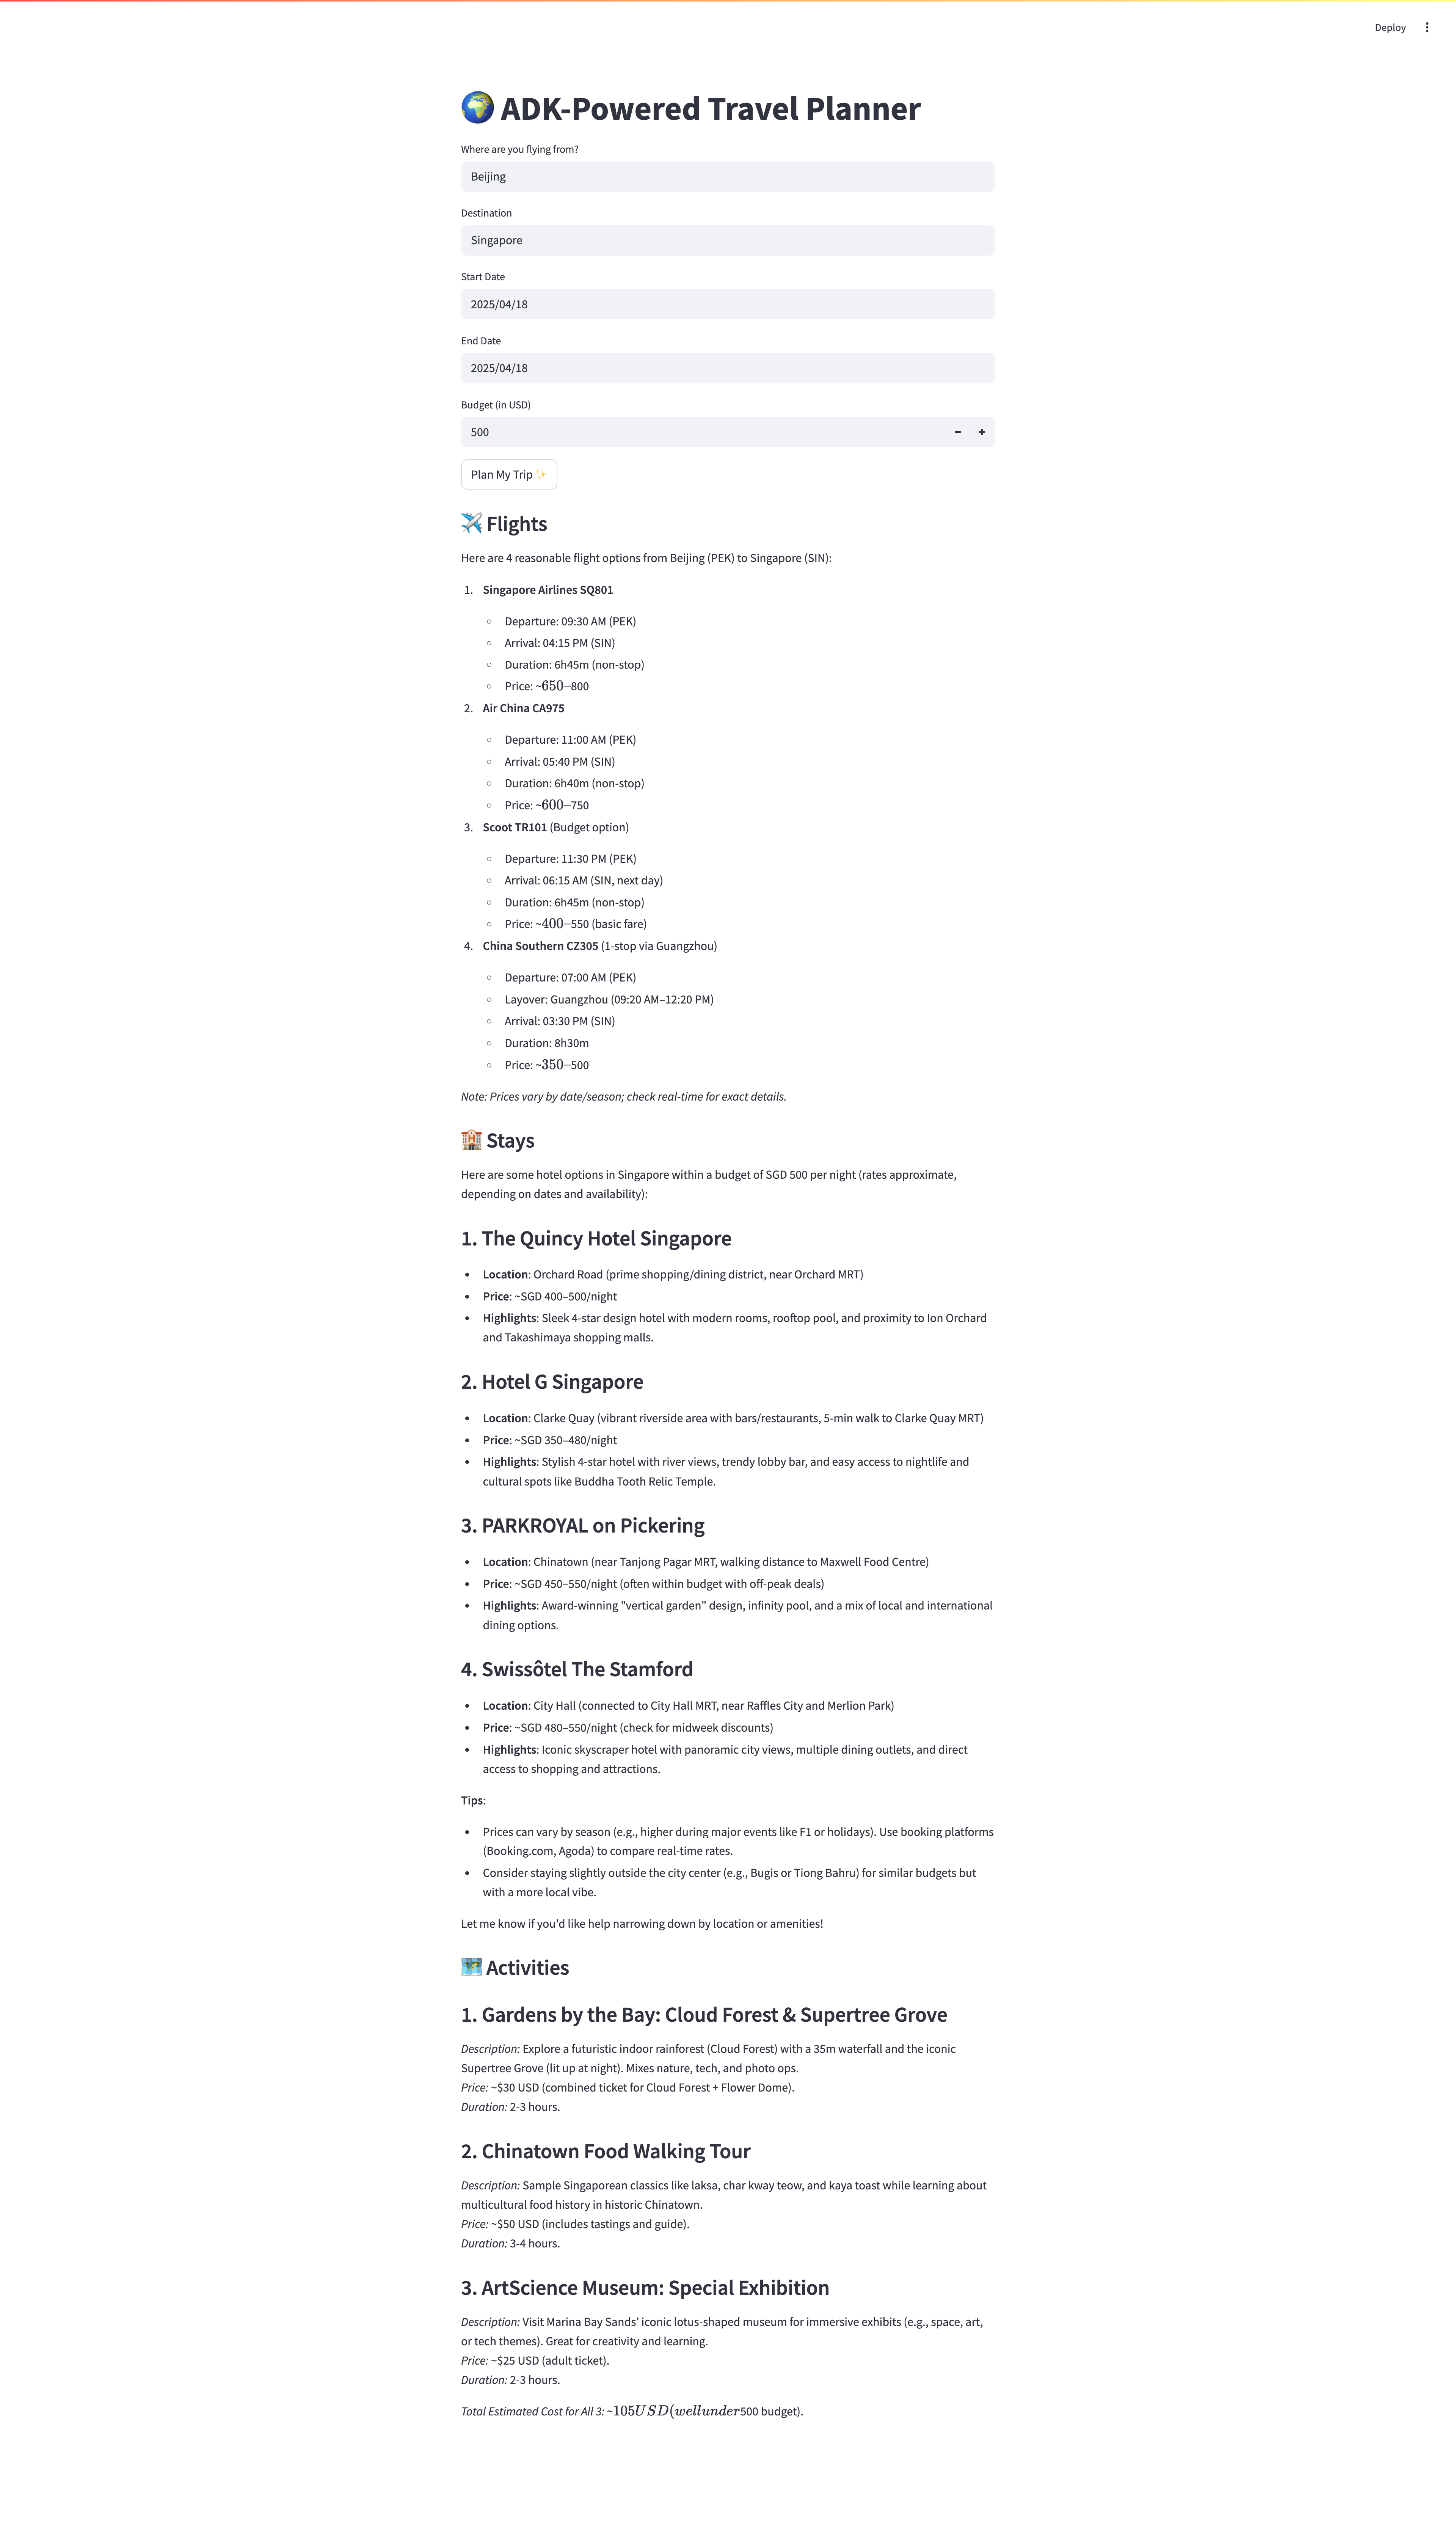 Deploy
ADK-Powered Travel Planner
Where are you flying from?
Beijing
Destination
Singapore
Start Date
2025/04/18
End Date
2025/04/18
Budget (in USD)
500
Plan My Trip ✨
✈️ Flights
Here are 4 reasonable flight options from Beijing (PEK) to Singapore (SIN):
1. Singapore Airlines SQ801
Departure: 09:30 AM (PEK)
Arrival: 04:15 PM (SIN)
Duration: 6h45m (non-stop)
Price: ~650–800
2. Air China CA975
Departure: 11:00 AM (PEK)
Arrival: 05:40 PM (SIN)
Duration: 6h40m (non-stop)
Price: ~600–750
3. Scoot TR101 (Budget option)
Departure: 11:30 PM (PEK)
Arrival: 06:15 AM (SIN, next day)
Duration: 6h45m (non-stop)
Price: ~400–550 (basic fare)
4. China Southern CZ305 (1-stop via Guangzhou)
Departure: 07:00 AM (PEK)
Layover: Guangzhou (09:20 AM–12:20 PM)
Arrival: 03:30 PM (SIN)
Duration: 8h30m
Price: ~350–500
Note: Prices vary by date/season; check real-time for exact details.
🏨 Stays
Here are some hotel options in Singapore within a budget of SGD 500 per night (rates approximate,
depending on dates and availability):
1. The Quincy Hotel Singapore
Location: Orchard Road (prime shopping/dining district, near Orchard MRT)
Price: ~SGD 400–500/night
Highlights: Sleek 4-star design hotel with modern rooms, rooftop pool, and proximity to Ion Orchard
and Takashimaya shopping malls.
2. Hotel G Singapore
Location: Clarke Quay (vibrant riverside area with bars/restaurants, 5-min walk to Clarke Quay MRT)
Price: ~SGD 350–480/night
Highlights: Stylish 4-star hotel with river views, trendy lobby bar, and easy access to nightlife and
cultural spots like Buddha Tooth Relic Temple.
3. PARKROYAL on Pickering
Location: Chinatown (near Tanjong Pagar MRT, walking distance to Maxwell Food Centre)
Price: ~SGD 450–550/night (often within budget with off-peak deals)
Highlights: Award-winning "vertical garden" design, infinity pool, and a mix of local and international
dining options.
4. Swissôtel The Stamford
Location: City Hall (connected to City Hall MRT, near Raffles City and Merlion Park)
Price: ~SGD 480–550/night (check for midweek discounts)
Highlights: Iconic skyscraper hotel with panoramic city views, multiple dining outlets, and direct
access to shopping and attractions.
Tips:
Prices can vary by season (e.g., higher during major events like F1 or holidays). Use booking platforms
(Booking.com, Agoda) to compare real-time rates.
Consider staying slightly outside the city center (e.g., Bugis or Tiong Bahru) for similar budgets but
with a more local vibe.
Let me know if you'd like help narrowing down by location or amenities!
🗺️ Activities
1. Gardens by the Bay: Cloud Forest & Supertree Grove
Description: Explore a futuristic indoor rainforest (Cloud Forest) with a 35m waterfall and the iconic
Supertree Grove (lit up at night). Mixes nature, tech, and photo ops.
Price: ~$30 USD (combined ticket for Cloud Forest + Flower Dome).
Duration: 2-3 hours.
2. Chinatown Food Walking Tour
Description: Sample Singaporean classics like laksa, char kway teow, and kaya toast while learning about
multicultural food history in historic Chinatown.
Price: ~$50 USD (includes tastings and guide).
Duration: 3-4 hours.
3. ArtScience Museum: Special Exhibition
Description: Visit Marina Bay Sands' iconic lotus-shaped museum for immersive exhibits (e.g., space, art,
or tech themes). Great for creativity and learning.
Price: ~$25 USD (adult ticket).
Duration: 2-3 hours.
Total Estimated Cost for All 3: ~105USD(wellunder500 budget).